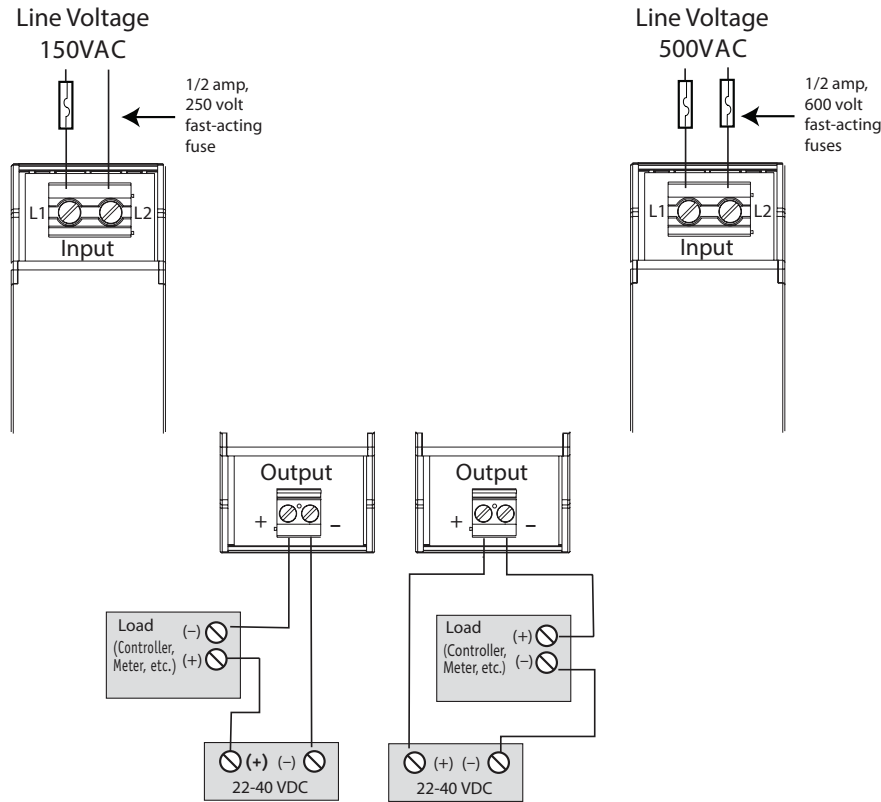 Line Voltage
150VAC
1/2 amp,
250 volt
fast-acting
fuse
L1
L2
Input
Line Voltage
500VAC
1/2 amp,
600 volt
fast-acting
fuses
L1
L2
Input
Output
+
–
Load
(Controller,
Meter, etc.)
(–)
(+)
(+) (–)
22-40 VDC
Output
+
–
Load
(Controller,
Meter, etc.)
(+)
(–)
(+) (–)
22-40 VDC